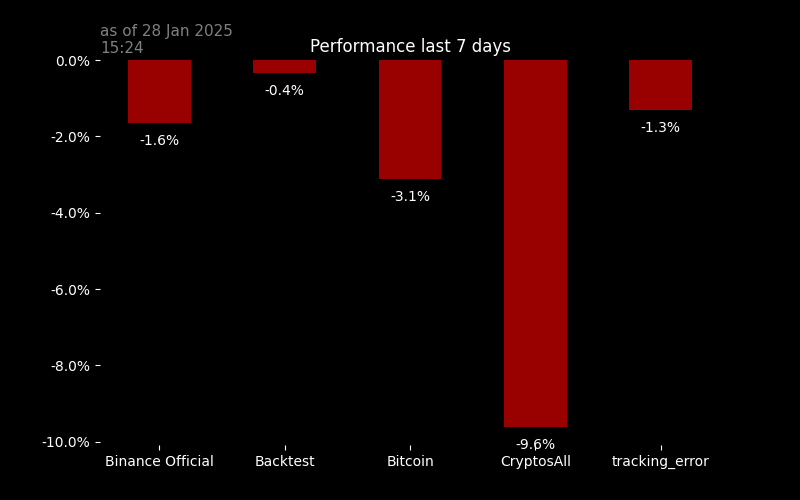 as of 28 Jan 2025
15:24
Performance last 7 days
0.0%
-2.0%
-4.0%
-6.0%
-8.0%
-10.0%
-1.6%
-0.4%
-3.1%
-9.6%
-1.3%
Binance Official
Backtest
Bitcoin
CryptosAll
tracking_error